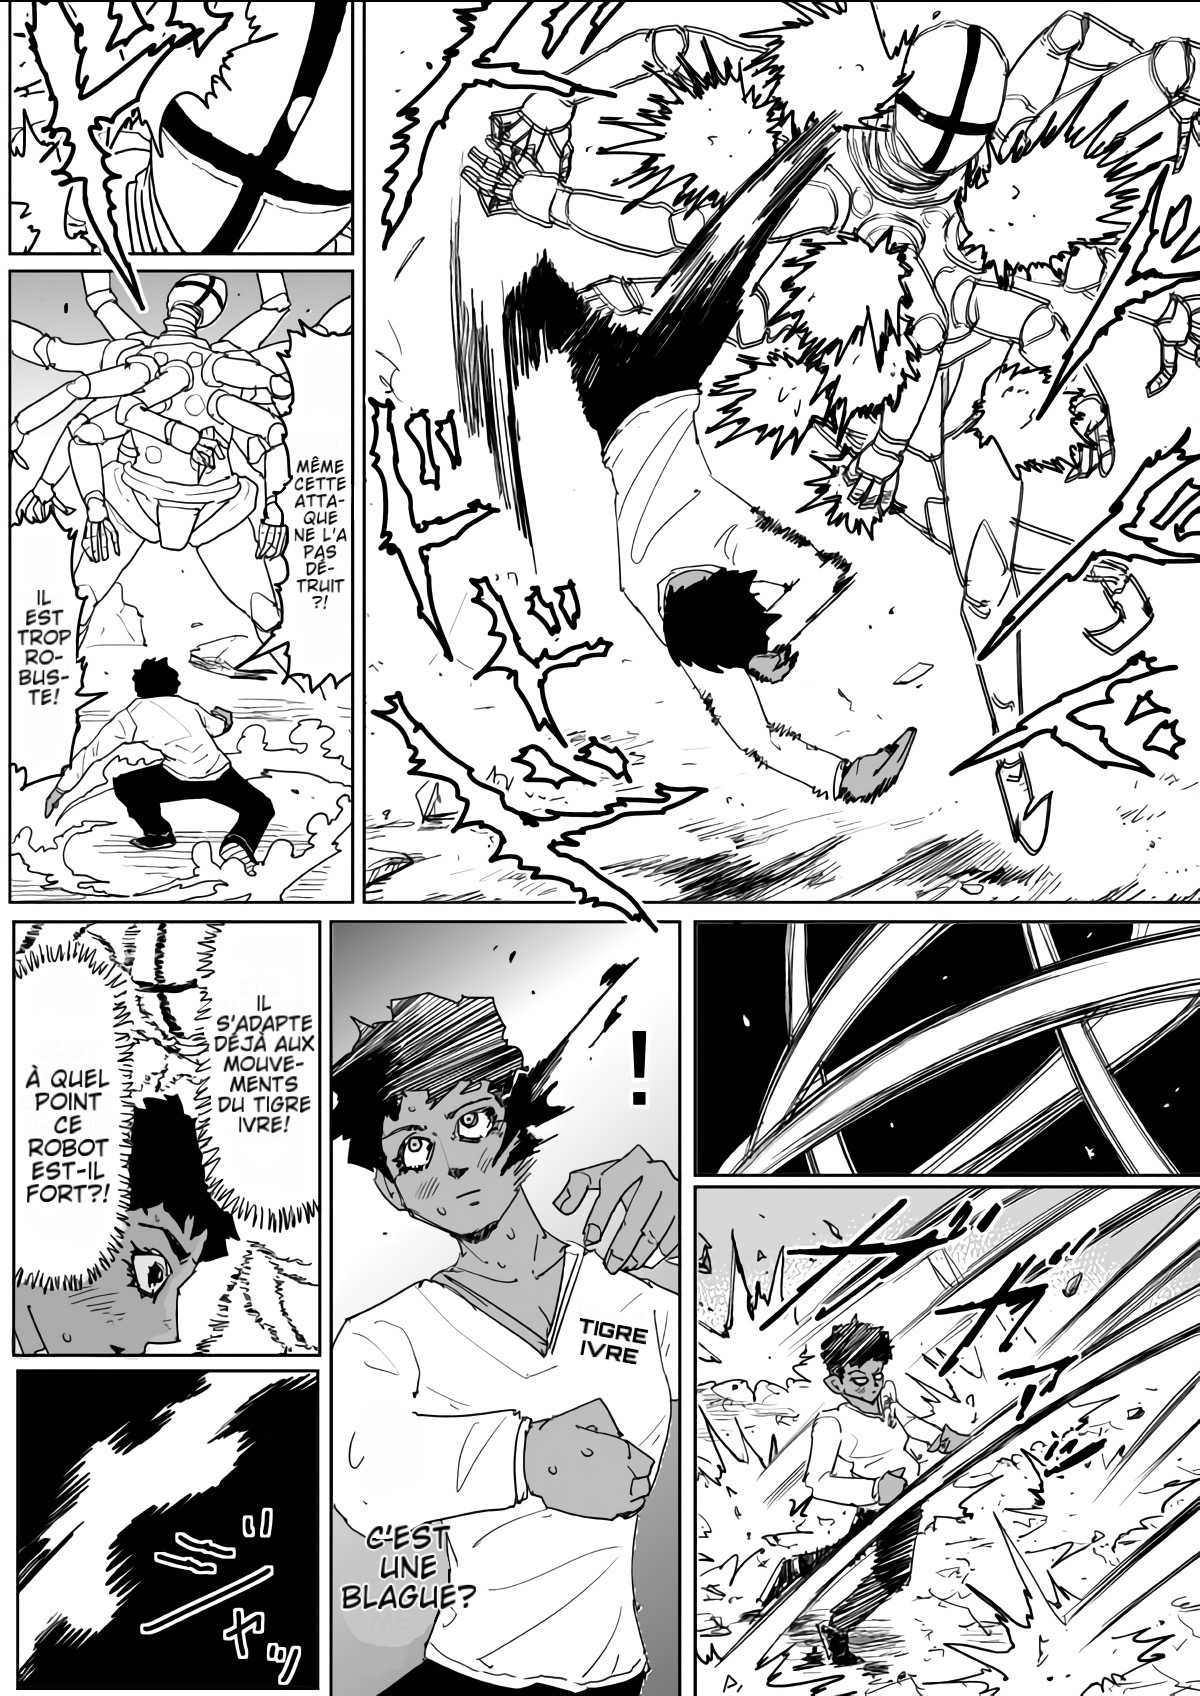 MÊME
CETTE
ATTA-
QUE
NE L'A
PAS
DÉ-
TRUIT
?!
IL
EST
TROP
RO-
BUS-
TE!
!
TIGRE
IVRE
C'EST
UNE
BLAGUE?
IL
S'ADAPTE
DÉJÀ AUX
MOUVE-
MENTS
DU TIGRE
IVRE!
À QUEL
POINT
CE
ROBOT
EST-IL
FORT?!